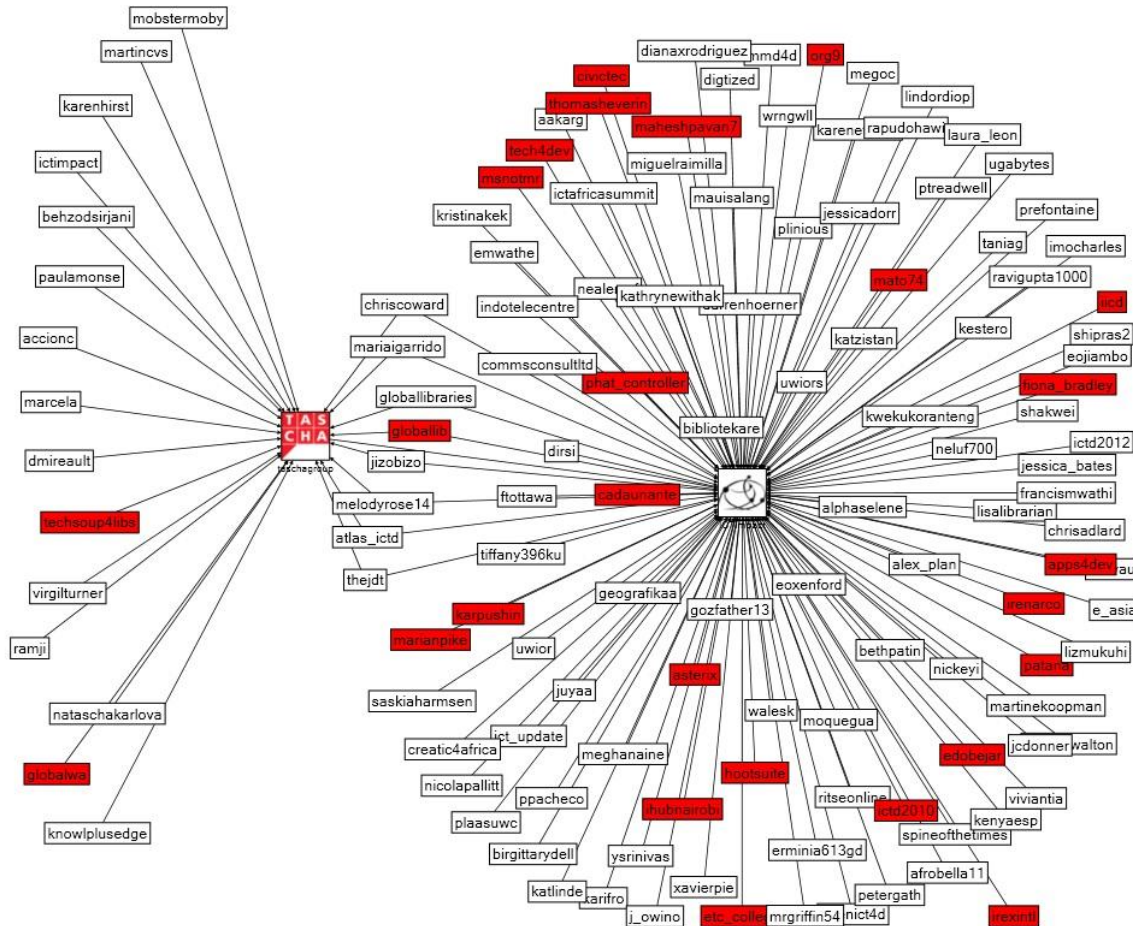 mobstermoby
martincvs
karenhirst
ictimpact
behzodsirjani
paulamonse
accionc
marcela
dmireault
techsoup4libs
virgilturner
ramji
nataschakarlova
globalwa
knowlplusedge
TAS
CHA
taschagroup
chriscoward
mariaigarrido
globallibraries
globallib
jizobizo
melodyrose14
atlas_ictd
thejdt
dianaxrodriguez
mmd4d
org9
civictec
digtized
megoc
thomasheverin
wrngwll
lindordiop
aakarg
maheshpavan7
rapudohawi
laura_leon
tech4dev
miguelraimilla
ugabytes
msnotmri
ictafricasummit
mauisalang
jessicadorr
ptreadwell
kristinakek
plinious
prefontaine
emwathe
taniag
imocharles
mato74
ravigupta1000
kathrynewithak
indotelecentre
iicd
kestero
shipras2
katzistan
eojiambo
commsconsultltd
phat_controller
uwiors
fiona_bradley
kwekukoranteng
shakwei
bibliotekare
ictd2012
dirsi
neluf700
jessica_bates
ftottawa
cadaunante
francismwathi
alphaselene
lisalibrarian
chrisadlard
tiffany396ku
alex_plan
apps4dev
eoxenford
geografikaa
irenarco
e_asia
gozfather13
karpushin
marianpike
uwior
bethpatin
lizmukuhi
nickeyi
patana
asterix
saskiaharmsen
juyaa
walesk
martinekoopman
moquegua
ict_update
creatic4africa
meghanaine
jcdonner
walton
edobejar
hootsuite
nicolapallitt
ppacheco
ritseonline
viviantia
ihubnairobi
ictd2010
plaasuwc
kenyaesp
spineofthetimes
birgittarydell
ysrinivas
erminia613gd
afrobella11
katlinde
xavierpie
petergath
karifro
j_owino
mrgriffin54
irexintl